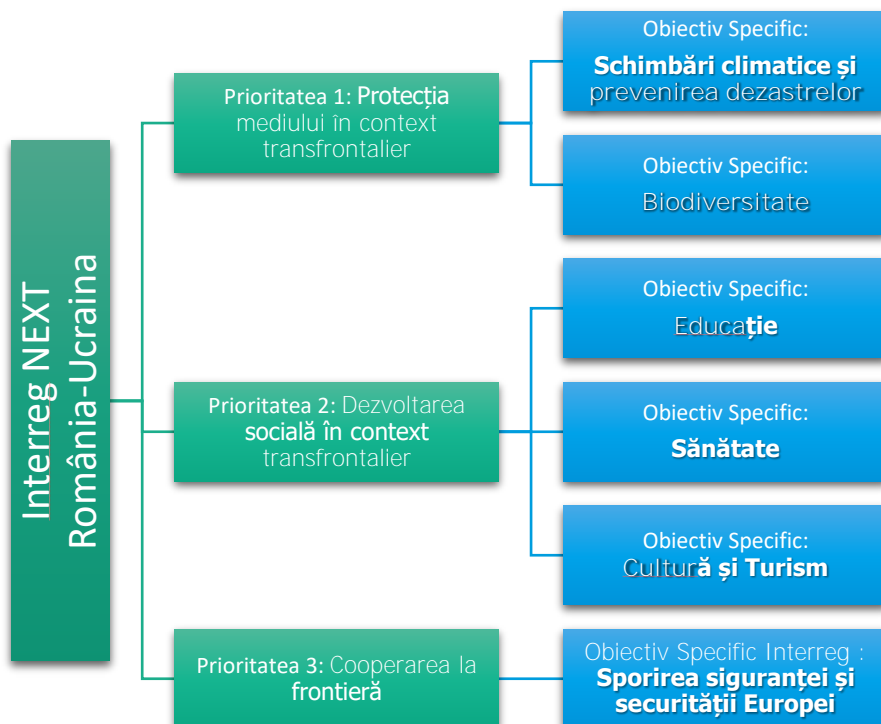 Interreg NEXT
România-Ucraina
Prioritatea 1: Protecția
mediului în context
transfrontalier
Obiectiv Specific:
Schimbări climatice și
prevenirea dezastrelor
Obiectiv Specific:
Biodiversitate
Prioritatea 2: Dezvoltarea
socială în context
transfrontalier
Obiectiv Specific:
Educație
Obiectiv Specific:
Sănătate
Obiectiv Specific:
Cultură și Turism
Prioritatea 3: Cooperarea la
frontieră
Obiectiv Specific Interreg :
Sporirea siguranței și
securității Europei